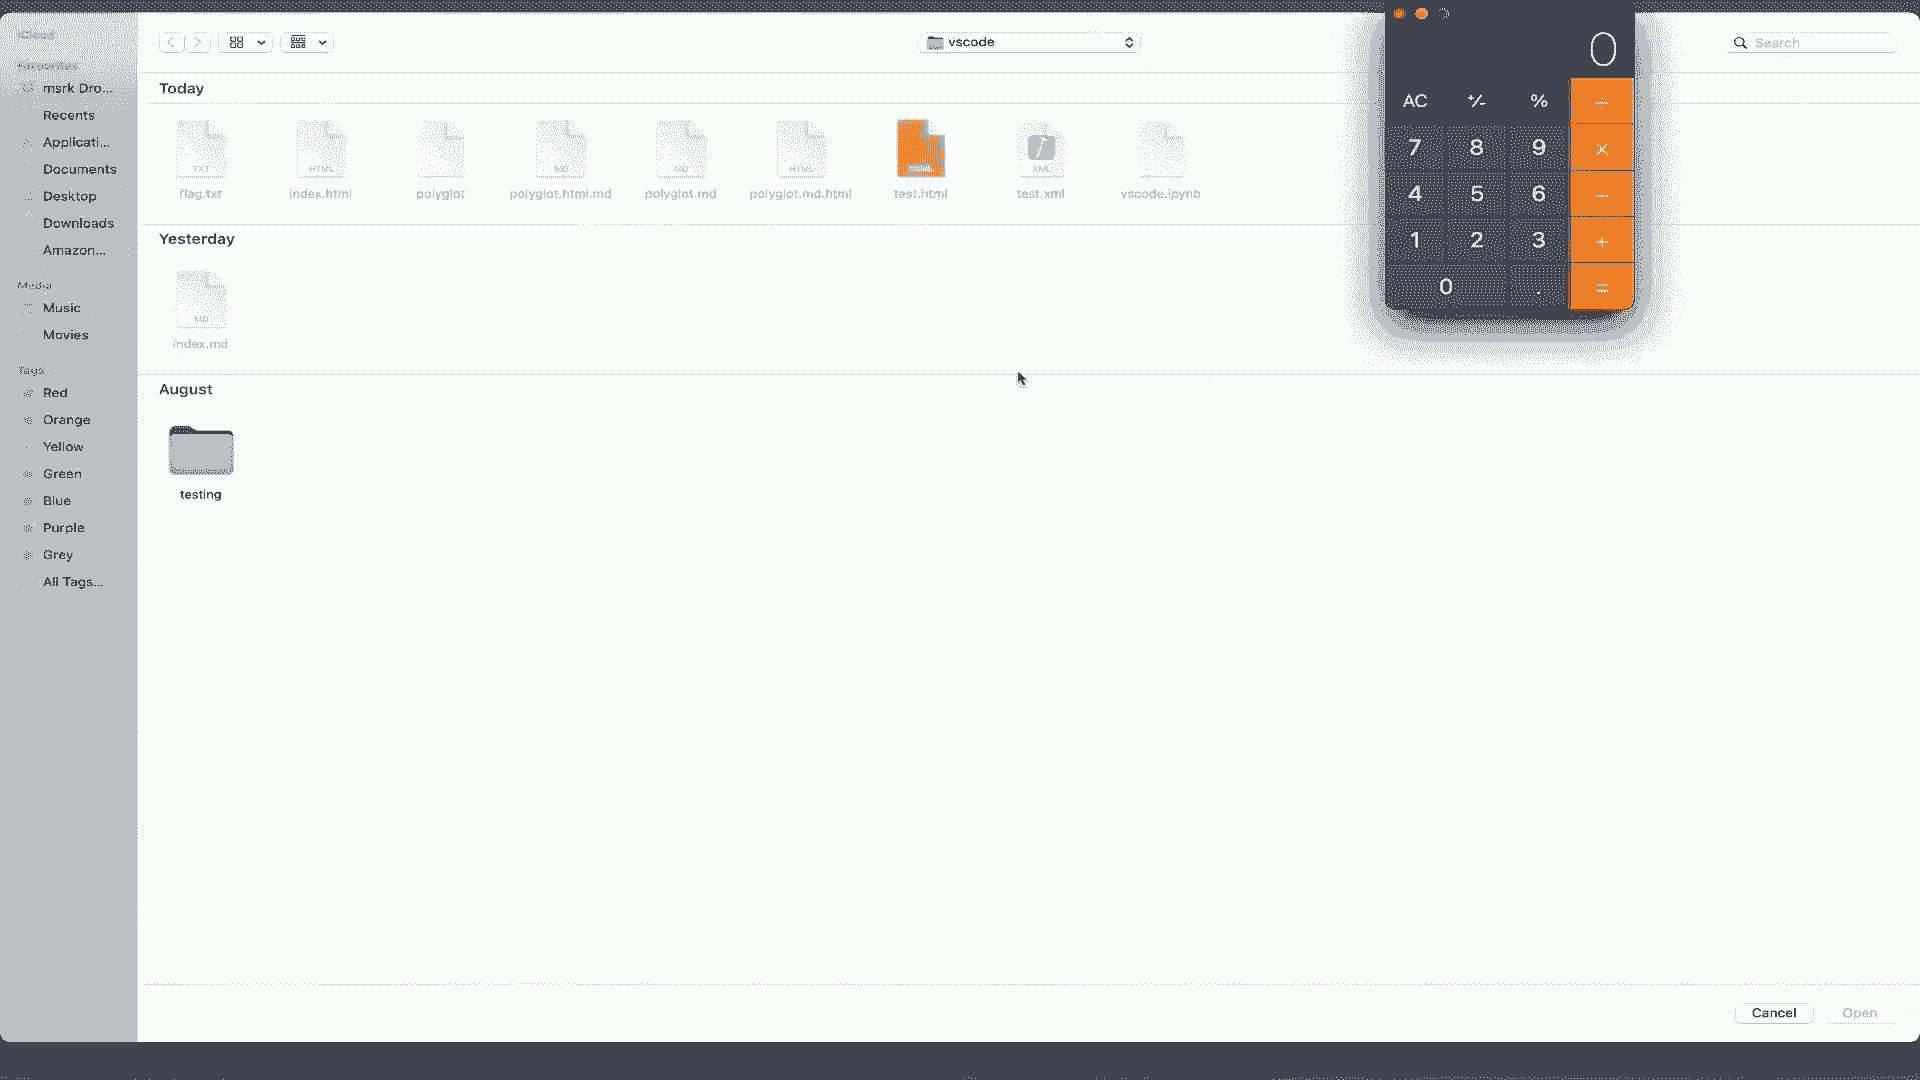 iCloud
Favourites
msrk Dro...
Recents
Applicati...
Documents
Desktop
Downloads
Amazon...
Media
Music
Movies
Tags
Red
Orange
Yellow
Green
Blue
Purple
Grey
All Tags...
vscode
Search
Today
TXT
HTML
MD
MD
HTML
XML
flag.txt
index.html
polyglot
polyglot.html.md
polyglot.md
polyglot.md.html
test.html
test.xml
vscode.ipynb
Yesterday
MD
index.md
August
testing
0
AC +/- % ÷
7 8 9 ×
4 5 6 −
1 2 3 +
0 . =
Cancel
Open